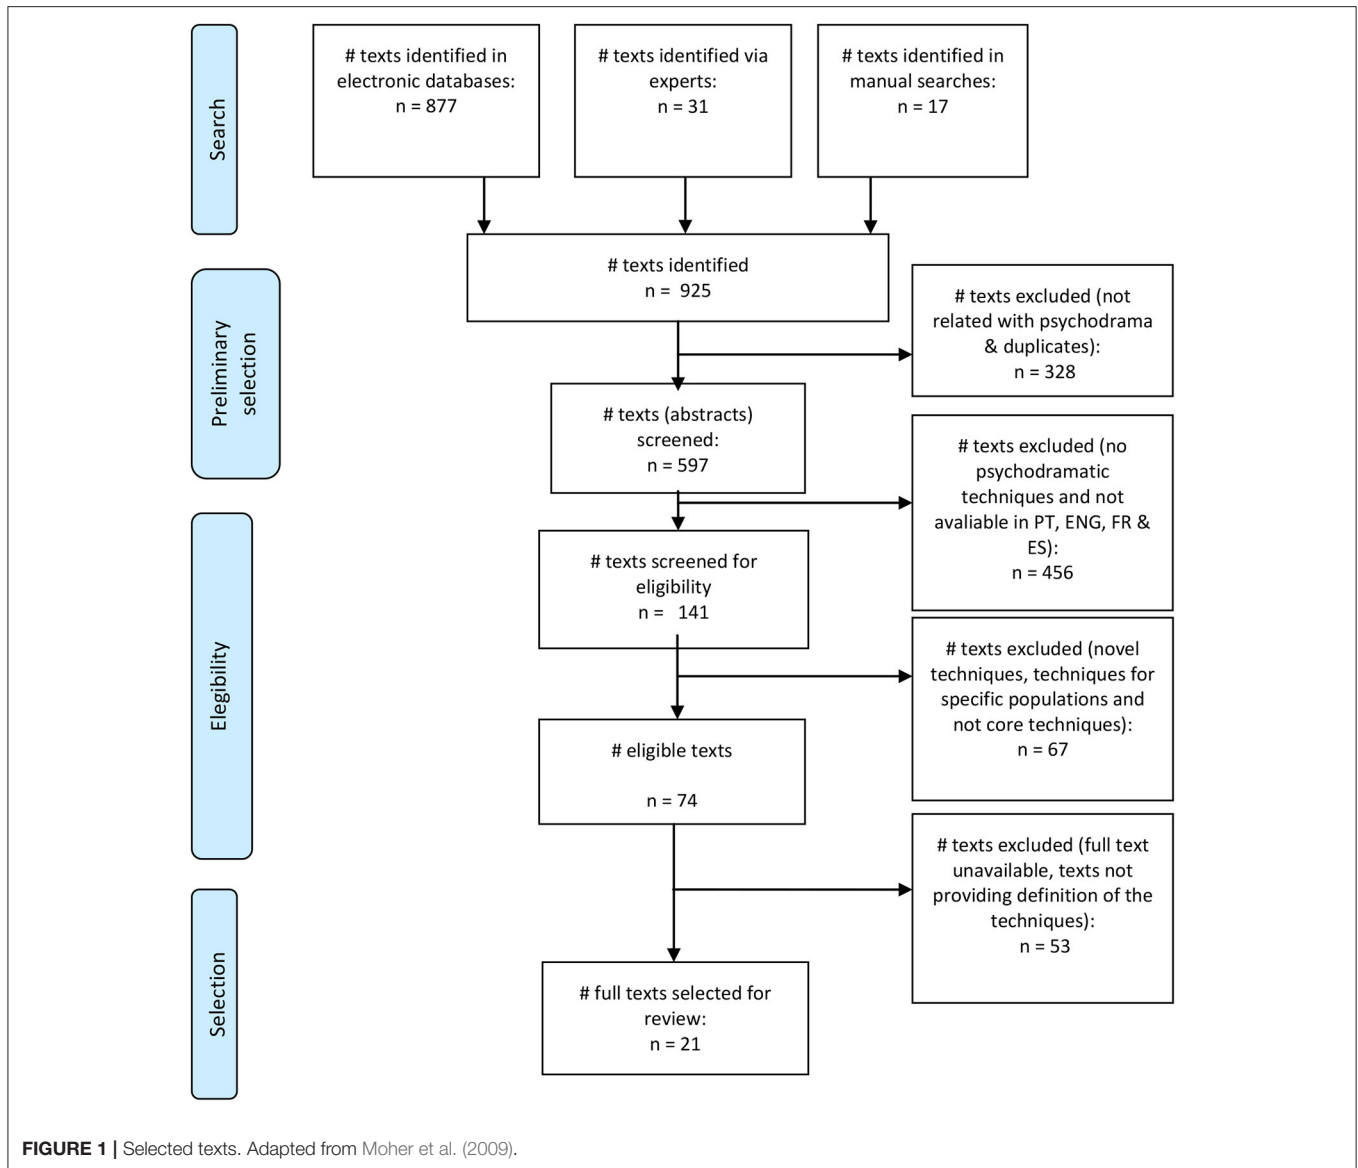 Search
# texts identified in
electronic databases:
n = 877
# texts identified via
experts:
n = 31
# texts identified in
manual searches:
n = 17
# texts identified
n = 925
Preliminary
selection
# texts excluded (not
related with psychodrama
& duplicates):
n = 328
# texts (abstracts)
screened:
n = 597
# texts excluded (no
psychodramatic
techniques and not
avaliable in PT, ENG, FR &
ES):
n = 456
Elegibility
# texts screened for
eligibility
n = 141
# texts excluded (novel
techniques, techniques for
specific populations and
not core techniques):
n = 67
# eligible texts
n = 74
# texts excluded (full text
unavailable, texts not
providing definition of the
techniques):
n = 53
Selection
# full texts selected for
review:
n = 21
FIGURE 1 | Selected texts. Adapted from Moher et al. (2009).